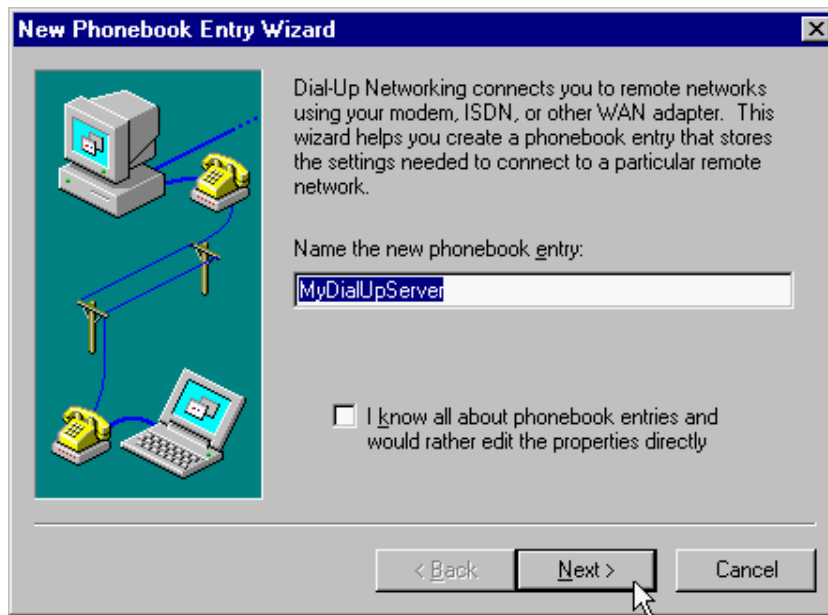 New Phonebook Entry Wizard
Dial-Up Networking connects you to remote networks
using your modem, ISDN, or other WAN adapter. This
wizard helps you create a phonebook entry that stores
the settings needed to connect to a particular remote
network.
Name the new phonebook entry:
MyDialUpServer
I know all about phonebook entries and
would rather edit the properties directly
< Back
Next >
Cancel